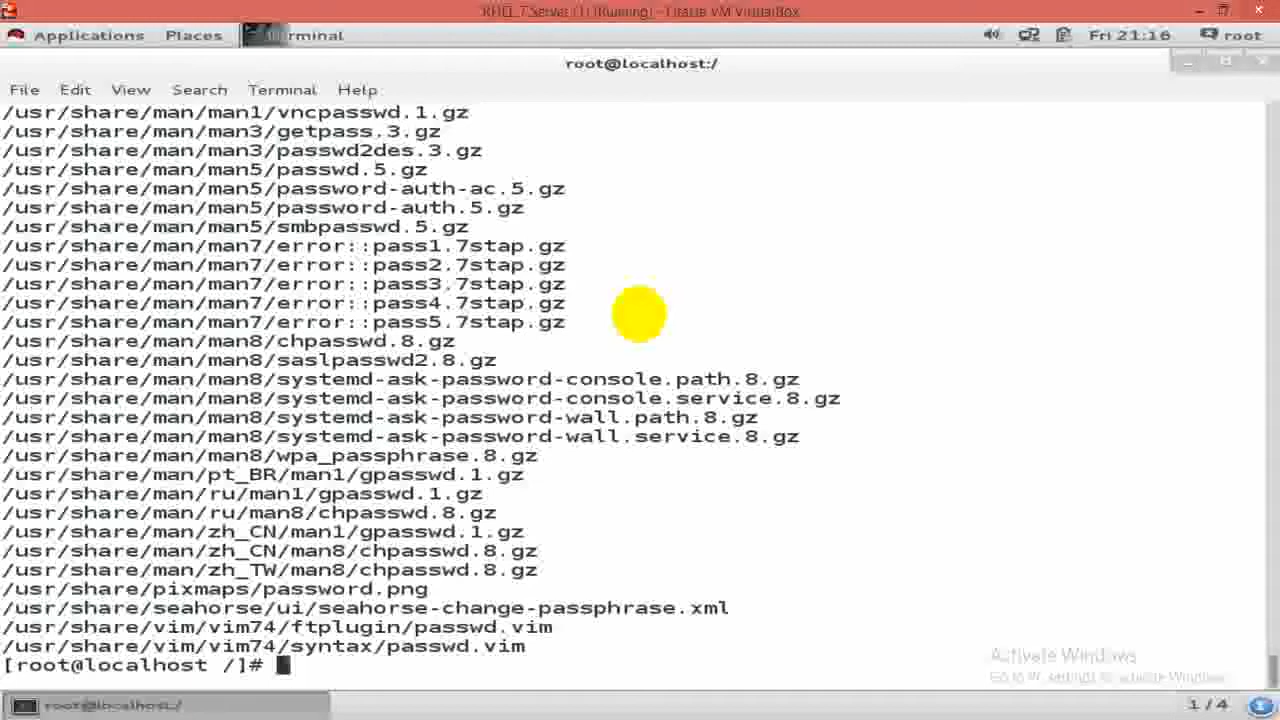 RHEL_7.Server (1) [Running] - Oracle VM VirtualBox
Applications Places Terminal Fri 21:16 root
root@localhost:/
File Edit View Search Terminal Help
/usr/share/man/man1/vncpasswd.1.gz
/usr/share/man/man3/getpass.3.gz
/usr/share/man/man3/passwd2des.3.gz
/usr/share/man/man5/passwd.5.gz
/usr/share/man/man5/password-auth-ac.5.gz
/usr/share/man/man5/password-auth.5.gz
/usr/share/man/man5/smbpasswd.5.gz
/usr/share/man/man7/error::pass1.7stap.gz
/usr/share/man/man7/error::pass2.7stap.gz
/usr/share/man/man7/error::pass3.7stap.gz
/usr/share/man/man7/error::pass4.7stap.gz
/usr/share/man/man7/error::pass5.7stap.gz
/usr/share/man/man8/chpasswd.8.gz
/usr/share/man/man8/saslpasswd2.8.gz
/usr/share/man/man8/systemd-ask-password-console.path.8.gz
/usr/share/man/man8/systemd-ask-password-console.service.8.gz
/usr/share/man/man8/systemd-ask-password-wall.path.8.gz
/usr/share/man/man8/systemd-ask-password-wall.service.8.gz
/usr/share/man/man8/wpa_passphrase.8.gz
/usr/share/man/pt_BR/man1/gpasswd.1.gz
/usr/share/man/ru/man1/gpasswd.1.gz
/usr/share/man/ru/man8/chpasswd.8.gz
/usr/share/man/zh_CN/man1/gpasswd.1.gz
/usr/share/man/zh_CN/man8/chpasswd.8.gz
/usr/share/man/zh_TW/man8/chpasswd.8.gz
/usr/share/pixmaps/password.png
/usr/share/seahorse/ui/seahorse-change-passphrase.xml
/usr/share/vim/vim74/ftplugin/passwd.vim
/usr/share/vim/vim74/syntax/passwd.vim
[root@localhost /]#
Activate Windows
Go to PC settings to activate Windows.
root@localhost:/ 1 / 4